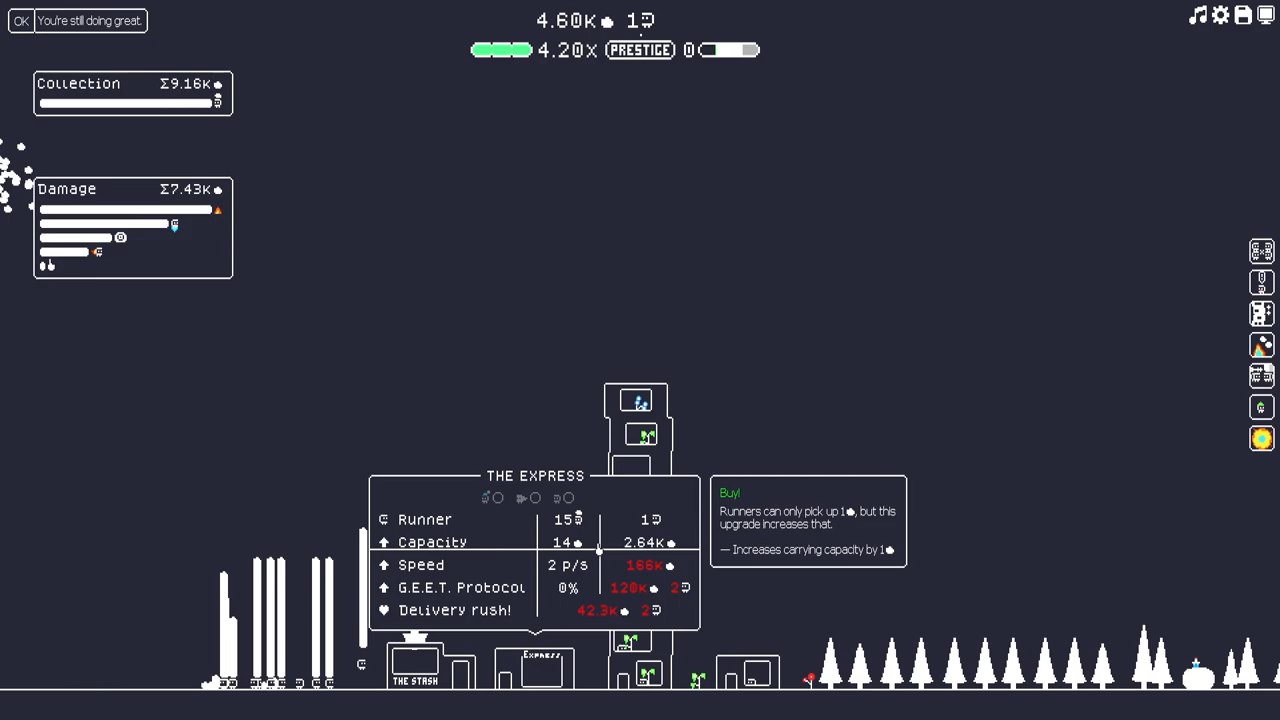 OK You're still doing great.
4.60K 1
4.20x PRESTIGE 0
Collection Σ9.16K
Damage Σ7.43K
THE EXPRESS
Runner 15 1
Capacity 14 2.64K
Speed 2 p/s 166K
G.E.E.T. Protocol 0% 128K 2
Delivery rush! 42.3K 2
Buy!
Runners can only pick up 1, but this
upgrade increases that.
— Increases carrying capacity by 1
THE STASH
EXPRESS